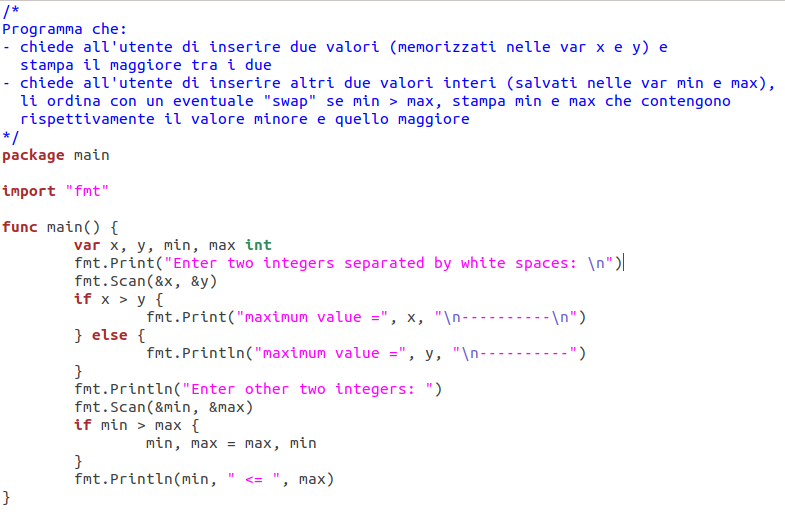 /*
Programma che:
- chiede all'utente di inserire due valori (memorizzati nelle var x e y) e
  stampa il maggiore tra i due
- chiede all'utente di inserire altri due valori interi (salvati nelle var min e max),
  li ordina con un eventuale "swap" se min > max, stampa min e max che contengono
  rispettivamente il valore minore e quello maggiore
*/
package main

import "fmt"

func main() {
        var x, y, min, max int
        fmt.Print("Enter two integers separated by white spaces: \n")
        fmt.Scan(&x, &y)
        if x > y {
                fmt.Print("maximum value =", x, "\n----------\n")
        } else {
                fmt.Println("maximum value =", y, "\n----------")
        }
        fmt.Println("Enter other two integers: ")
        fmt.Scan(&min, &max)
        if min > max {
                min, max = max, min
        }
        fmt.Println(min, " <= ", max)
}